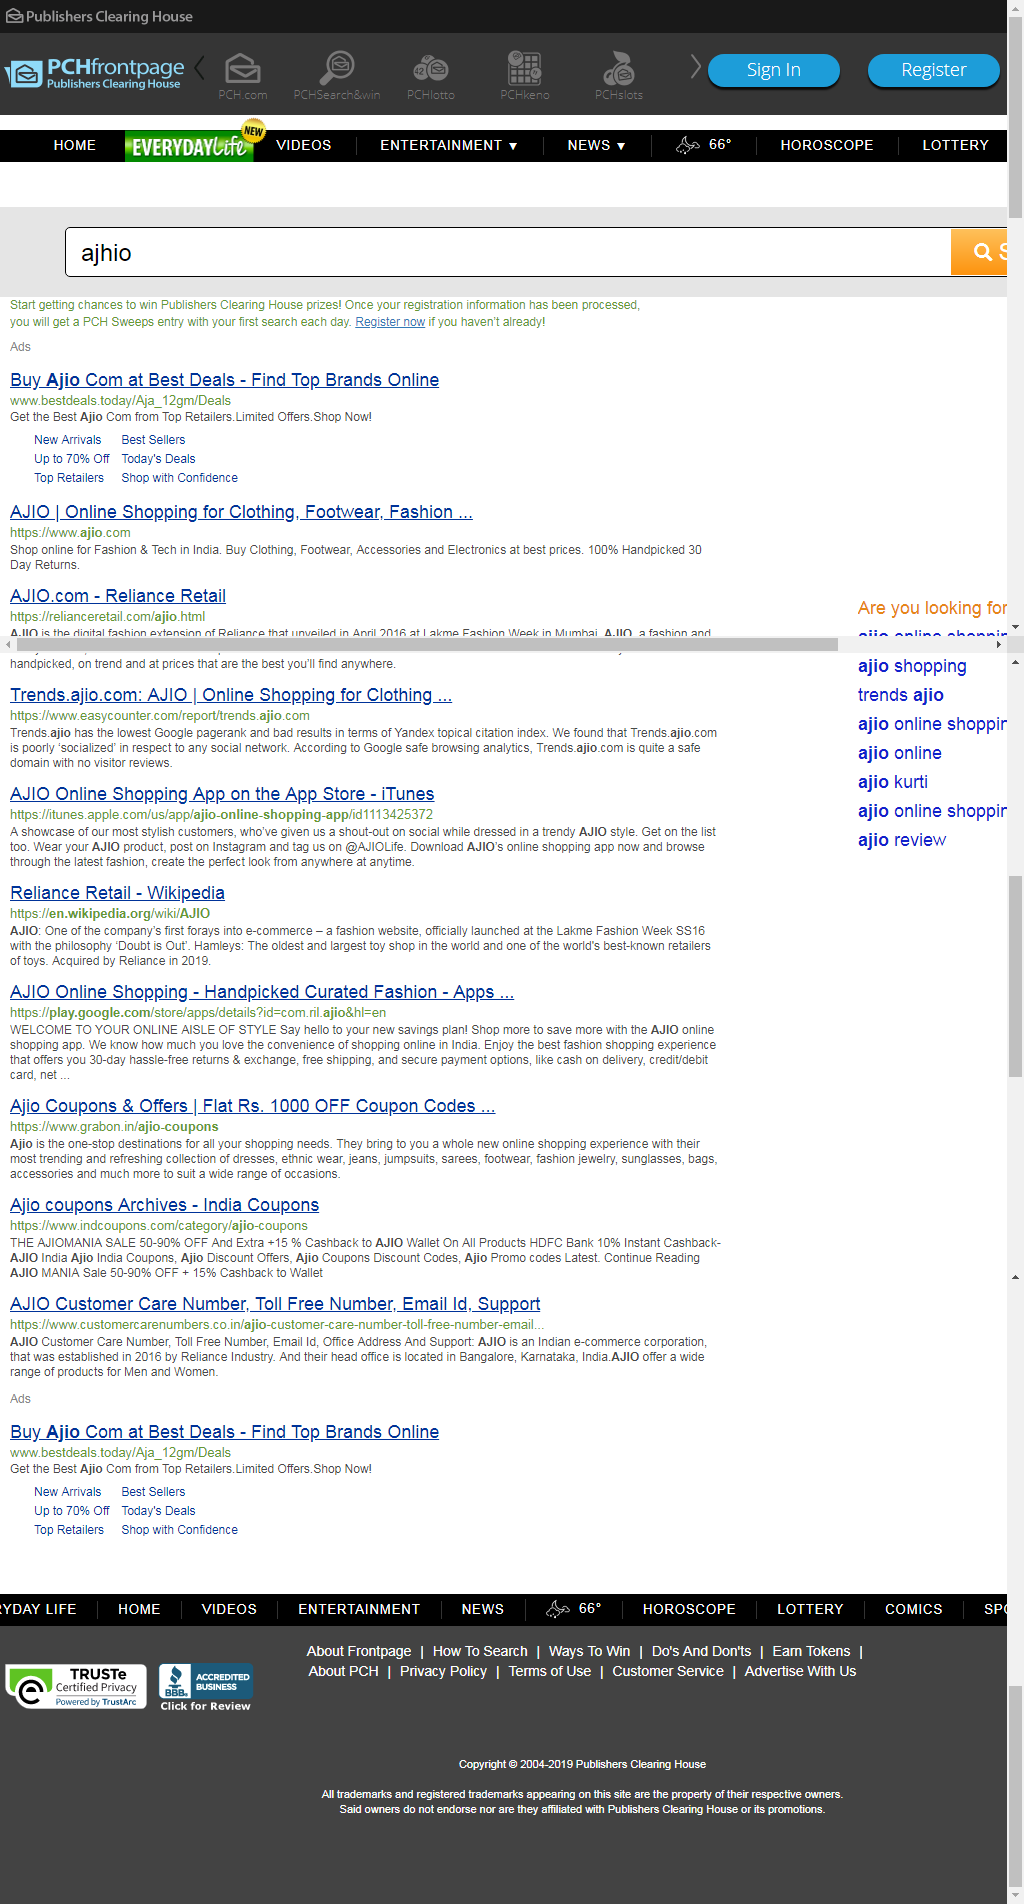 Publishers Clearing House
PCHfrontpage
Publishers Clearing House
PCH.com
PCHSearch&win
PCHlotto
PCHkeno
PCHslots
Sign In
Register
HOME
EVERYDAY Life
NEW
VIDEOS
ENTERTAINMENT ▼
NEWS ▼
66°
HOROSCOPE
LOTTERY
ajhio
Start getting chances to win Publishers Clearing House prizes! Once your registration information has been processed,
you will get a PCH Sweeps entry with your first search each day. Register now if you haven't already!
Ads
Buy Ajio Com at Best Deals - Find Top Brands Online
www.bestdeals.today/Aja_12gm/Deals
Get the Best Ajio Com from Top Retailers.Limited Offers.Shop Now!
New Arrivals Best Sellers
Up to 70% Off Today's Deals
Top Retailers Shop with Confidence
AJIO | Online Shopping for Clothing, Footwear, Fashion ...
https://www.ajio.com
Shop online for Fashion & Tech in India. Buy Clothing, Footwear, Accessories and Electronics at best prices. 100% Handpicked 30
Day Returns.
AJIO.com - Reliance Retail
https://relianceretail.com/ajio.html
AJIO is the digital fashion extension of Reliance that unveiled in April 2016 at Lakme Fashion Week in Mumbai. AJIO, a fashion and
handpicked, on trend and at prices that are the best you'll find anywhere.
Trends.ajio.com: AJIO | Online Shopping for Clothing ...
https://www.easycounter.com/report/trends.ajio.com
Trends.ajio has the lowest Google pagerank and bad results in terms of Yandex topical citation index. We found that Trends.ajio.com
is poorly ‘socialized’ in respect to any social network. According to Google safe browsing analytics, Trends.ajio.com is quite a safe
domain with no visitor reviews.
AJIO Online Shopping App on the App Store - iTunes
https://itunes.apple.com/us/app/ajio-online-shopping-app/id1113425372
A showcase of our most stylish customers, who've given us a shout-out on social while dressed in a trendy AJIO style. Get on the list
too. Wear your AJIO product, post on Instagram and tag us on @AJIOLife. Download AJIO's online shopping app now and browse
through the latest fashion, create the perfect look from anywhere at anytime.
Reliance Retail - Wikipedia
https://en.wikipedia.org/wiki/AJIO
AJIO: One of the company's first forays into e-commerce – a fashion website, officially launched at the Lakme Fashion Week SS16
with the philosophy ‘Doubt is Out’. Hamleys: The oldest and largest toy shop in the world and one of the world's best-known retailers
of toys. Acquired by Reliance in 2019.
AJIO Online Shopping - Handpicked Curated Fashion - Apps ...
https://play.google.com/store/apps/details?id=com.ril.ajio&hl=en
WELCOME TO YOUR ONLINE AISLE OF STYLE Say hello to your new savings plan! Shop more to save more with the AJIO online
shopping app. We know how much you love the convenience of shopping online in India. Enjoy the best fashion shopping experience
that offers you 30-day hassle-free returns & exchange, free shipping, and secure payment options, like cash on delivery, credit/debit
card, net ...
Ajio Coupons & Offers | Flat Rs. 1000 OFF Coupon Codes ...
https://www.grabon.in/ajio-coupons
Ajio is the one-stop destinations for all your shopping needs. They bring to you a whole new online shopping experience with their
most trending and refreshing collection of dresses, ethnic wear, jeans, jumpsuits, sarees, footwear, fashion jewelry, sunglasses, bags,
accessories and much more to suit a wide range of occasions.
Ajio coupons Archives - India Coupons
https://www.indcoupons.com/category/ajio-coupons
THE AJIOMANIA SALE 50-90% OFF And Extra +15 % Cashback to AJIO Wallet On All Products HDFC Bank 10% Instant Cashback-
AJIO India Ajio India Coupons, Ajio Discount Offers, Ajio Coupons Discount Codes, Ajio Promo codes Latest. Continue Reading
AJIO MANIA Sale 50-90% OFF + 15% Cashback to Wallet
AJIO Customer Care Number, Toll Free Number, Email Id, Support
https://www.customercarenumbers.co.in/ajio-customer-care-number-toll-free-number-email...
AJIO Customer Care Number, Toll Free Number, Email Id, Office Address And Support: AJIO is an Indian e-commerce corporation,
that was established in 2016 by Reliance Industry. And their head office is located in Bangalore, Karnataka, India.AJIO offer a wide
range of products for Men and Women.
Ads
Buy Ajio Com at Best Deals - Find Top Brands Online
www.bestdeals.today/Aja_12gm/Deals
Get the Best Ajio Com from Top Retailers.Limited Offers.Shop Now!
New Arrivals Best Sellers
Up to 70% Off Today's Deals
Top Retailers Shop with Confidence
Are you looking for
ajio online shoppin
ajio shopping
trends ajio
ajio online shoppin
ajio online
ajio kurti
ajio online shoppin
ajio review
RYDAY LIFE
HOME
VIDEOS
ENTERTAINMENT
NEWS
66°
HOROSCOPE
LOTTERY
COMICS
SPO
About Frontpage | How To Search | Ways To Win | Do's And Don'ts | Earn Tokens |
About PCH | Privacy Policy | Terms of Use | Customer Service | Advertise With Us
TRUSTe
Certified Privacy
Powered by TrustArc
BBB
ACCREDITED
BUSINESS
Click for Review
Copyright © 2004-2019 Publishers Clearing House
All trademarks and registered trademarks appearing on this site are the property of their respective owners.
Said owners do not endorse nor are they affiliated with Publishers Clearing House or its promotions.